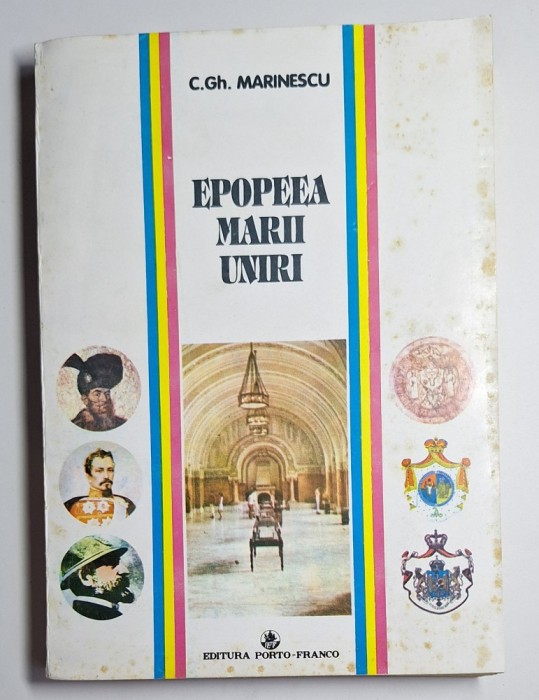 C.Gh. MARINESCU
EPOPEEA
MARII
UNIRI
EDITURA PORTO-FRANCO